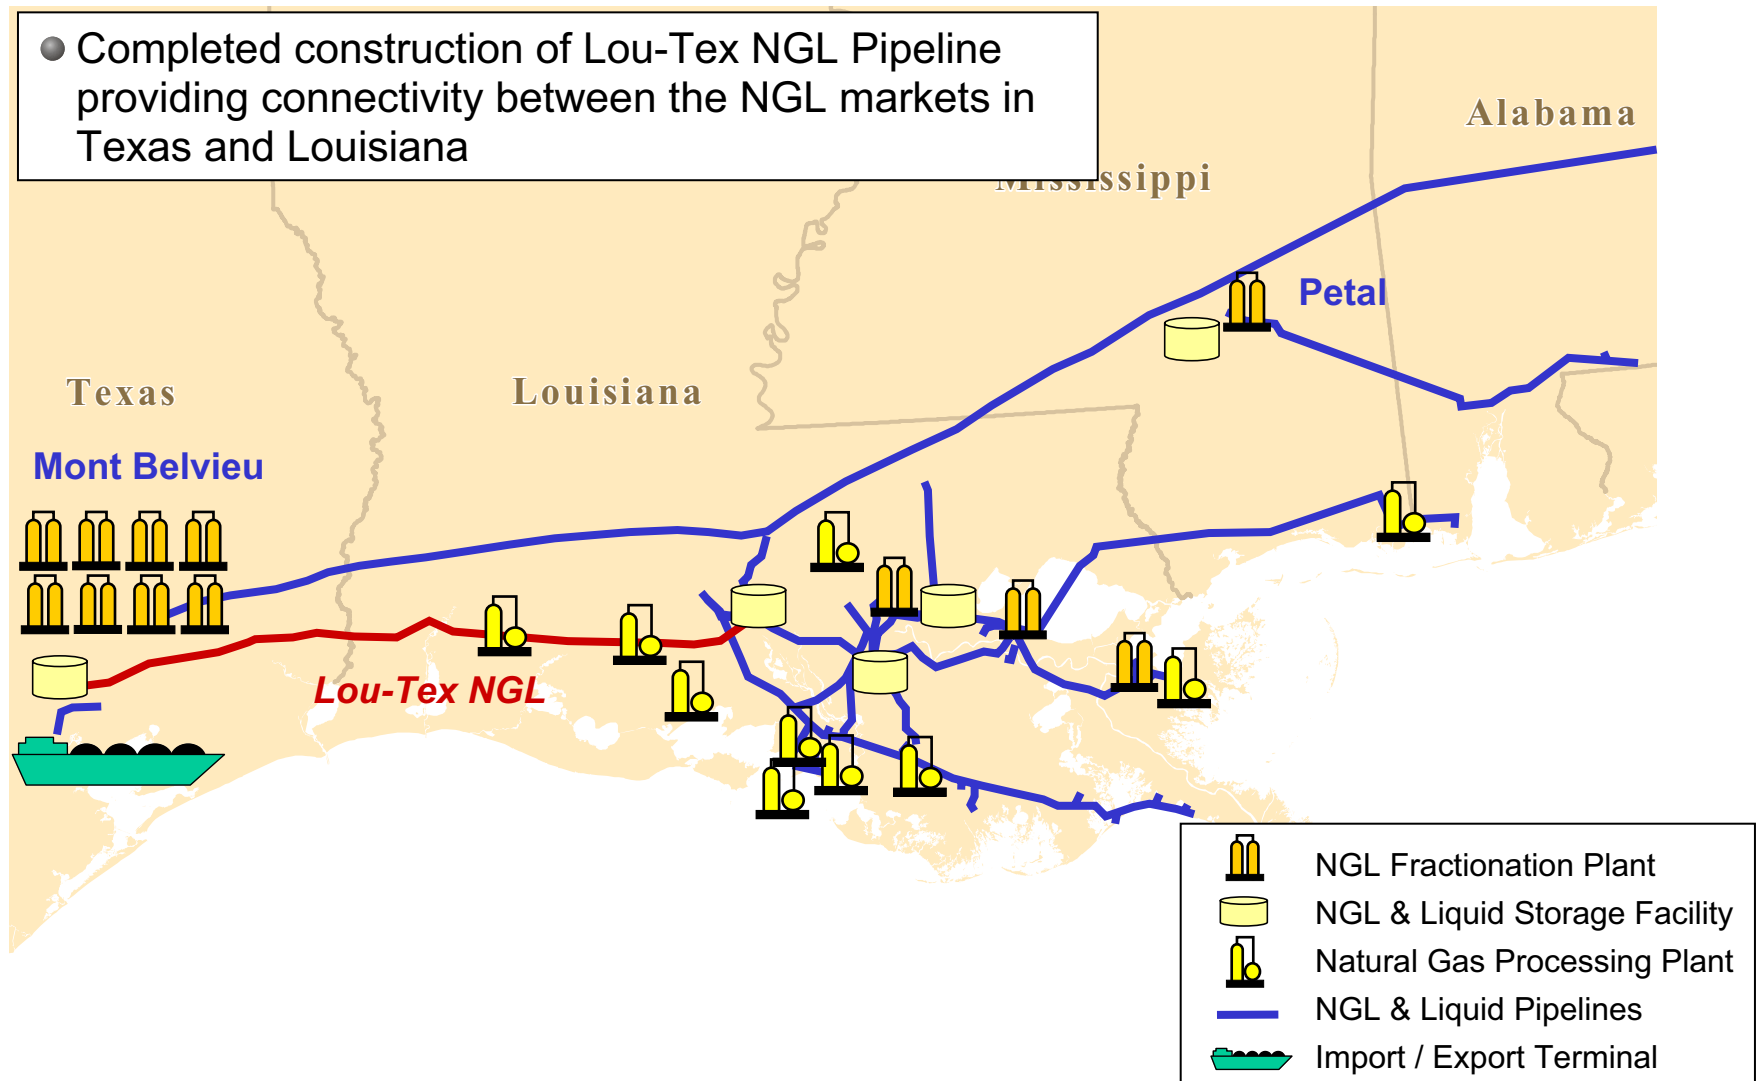 Completed construction of Lou-Tex NGL Pipeline
providing connectivity between the NGL markets in
Texas and Louisiana
Alabama
Mississippi
Petal
Texas
Louisiana
Mont Belvieu
Lou-Tex NGL
NGL Fractionation Plant
NGL & Liquid Storage Facility
Natural Gas Processing Plant
NGL & Liquid Pipelines
Import / Export Terminal